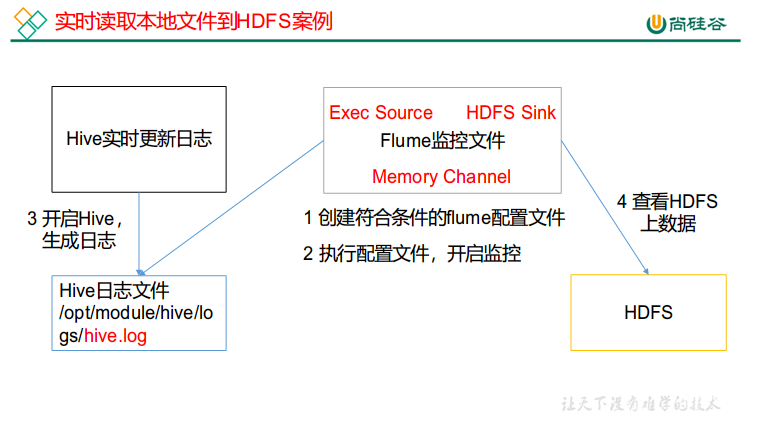 实时读取本地文件到HDFS案例
尚硅谷
Hive实时更新日志
Exec Source
HDFS Sink
Flume监控文件
Memory Channel
3 开启Hive，
生成日志
1 创建符合条件的flume配置文件
2 执行配置文件，开启监控
4 查看HDFS
上数据
Hive日志文件
/opt/module/hive/lo
gs/hive.log
HDFS
让天下没有难学的技术